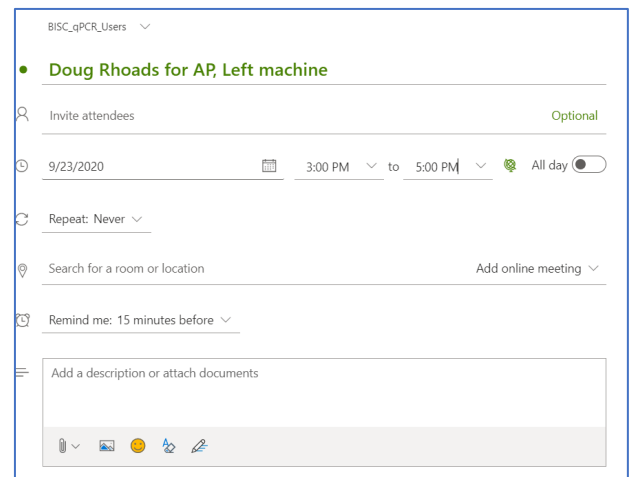 BISC_qPCR_Users
Doug Rhoads for AP, Left machine
Invite attendees Optional
9/23/2020 3:00 PM to 5:00 PM All day
Repeat: Never
Search for a room or location Add online meeting
Remind me: 15 minutes before
Add a description or attach documents